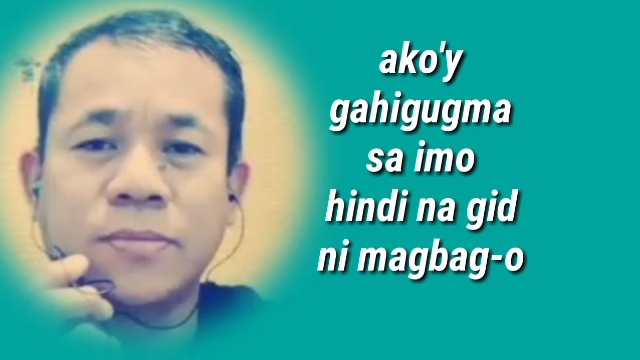 ako'y
gahigugma
sa imo
hindi na gid
ni magbag-o